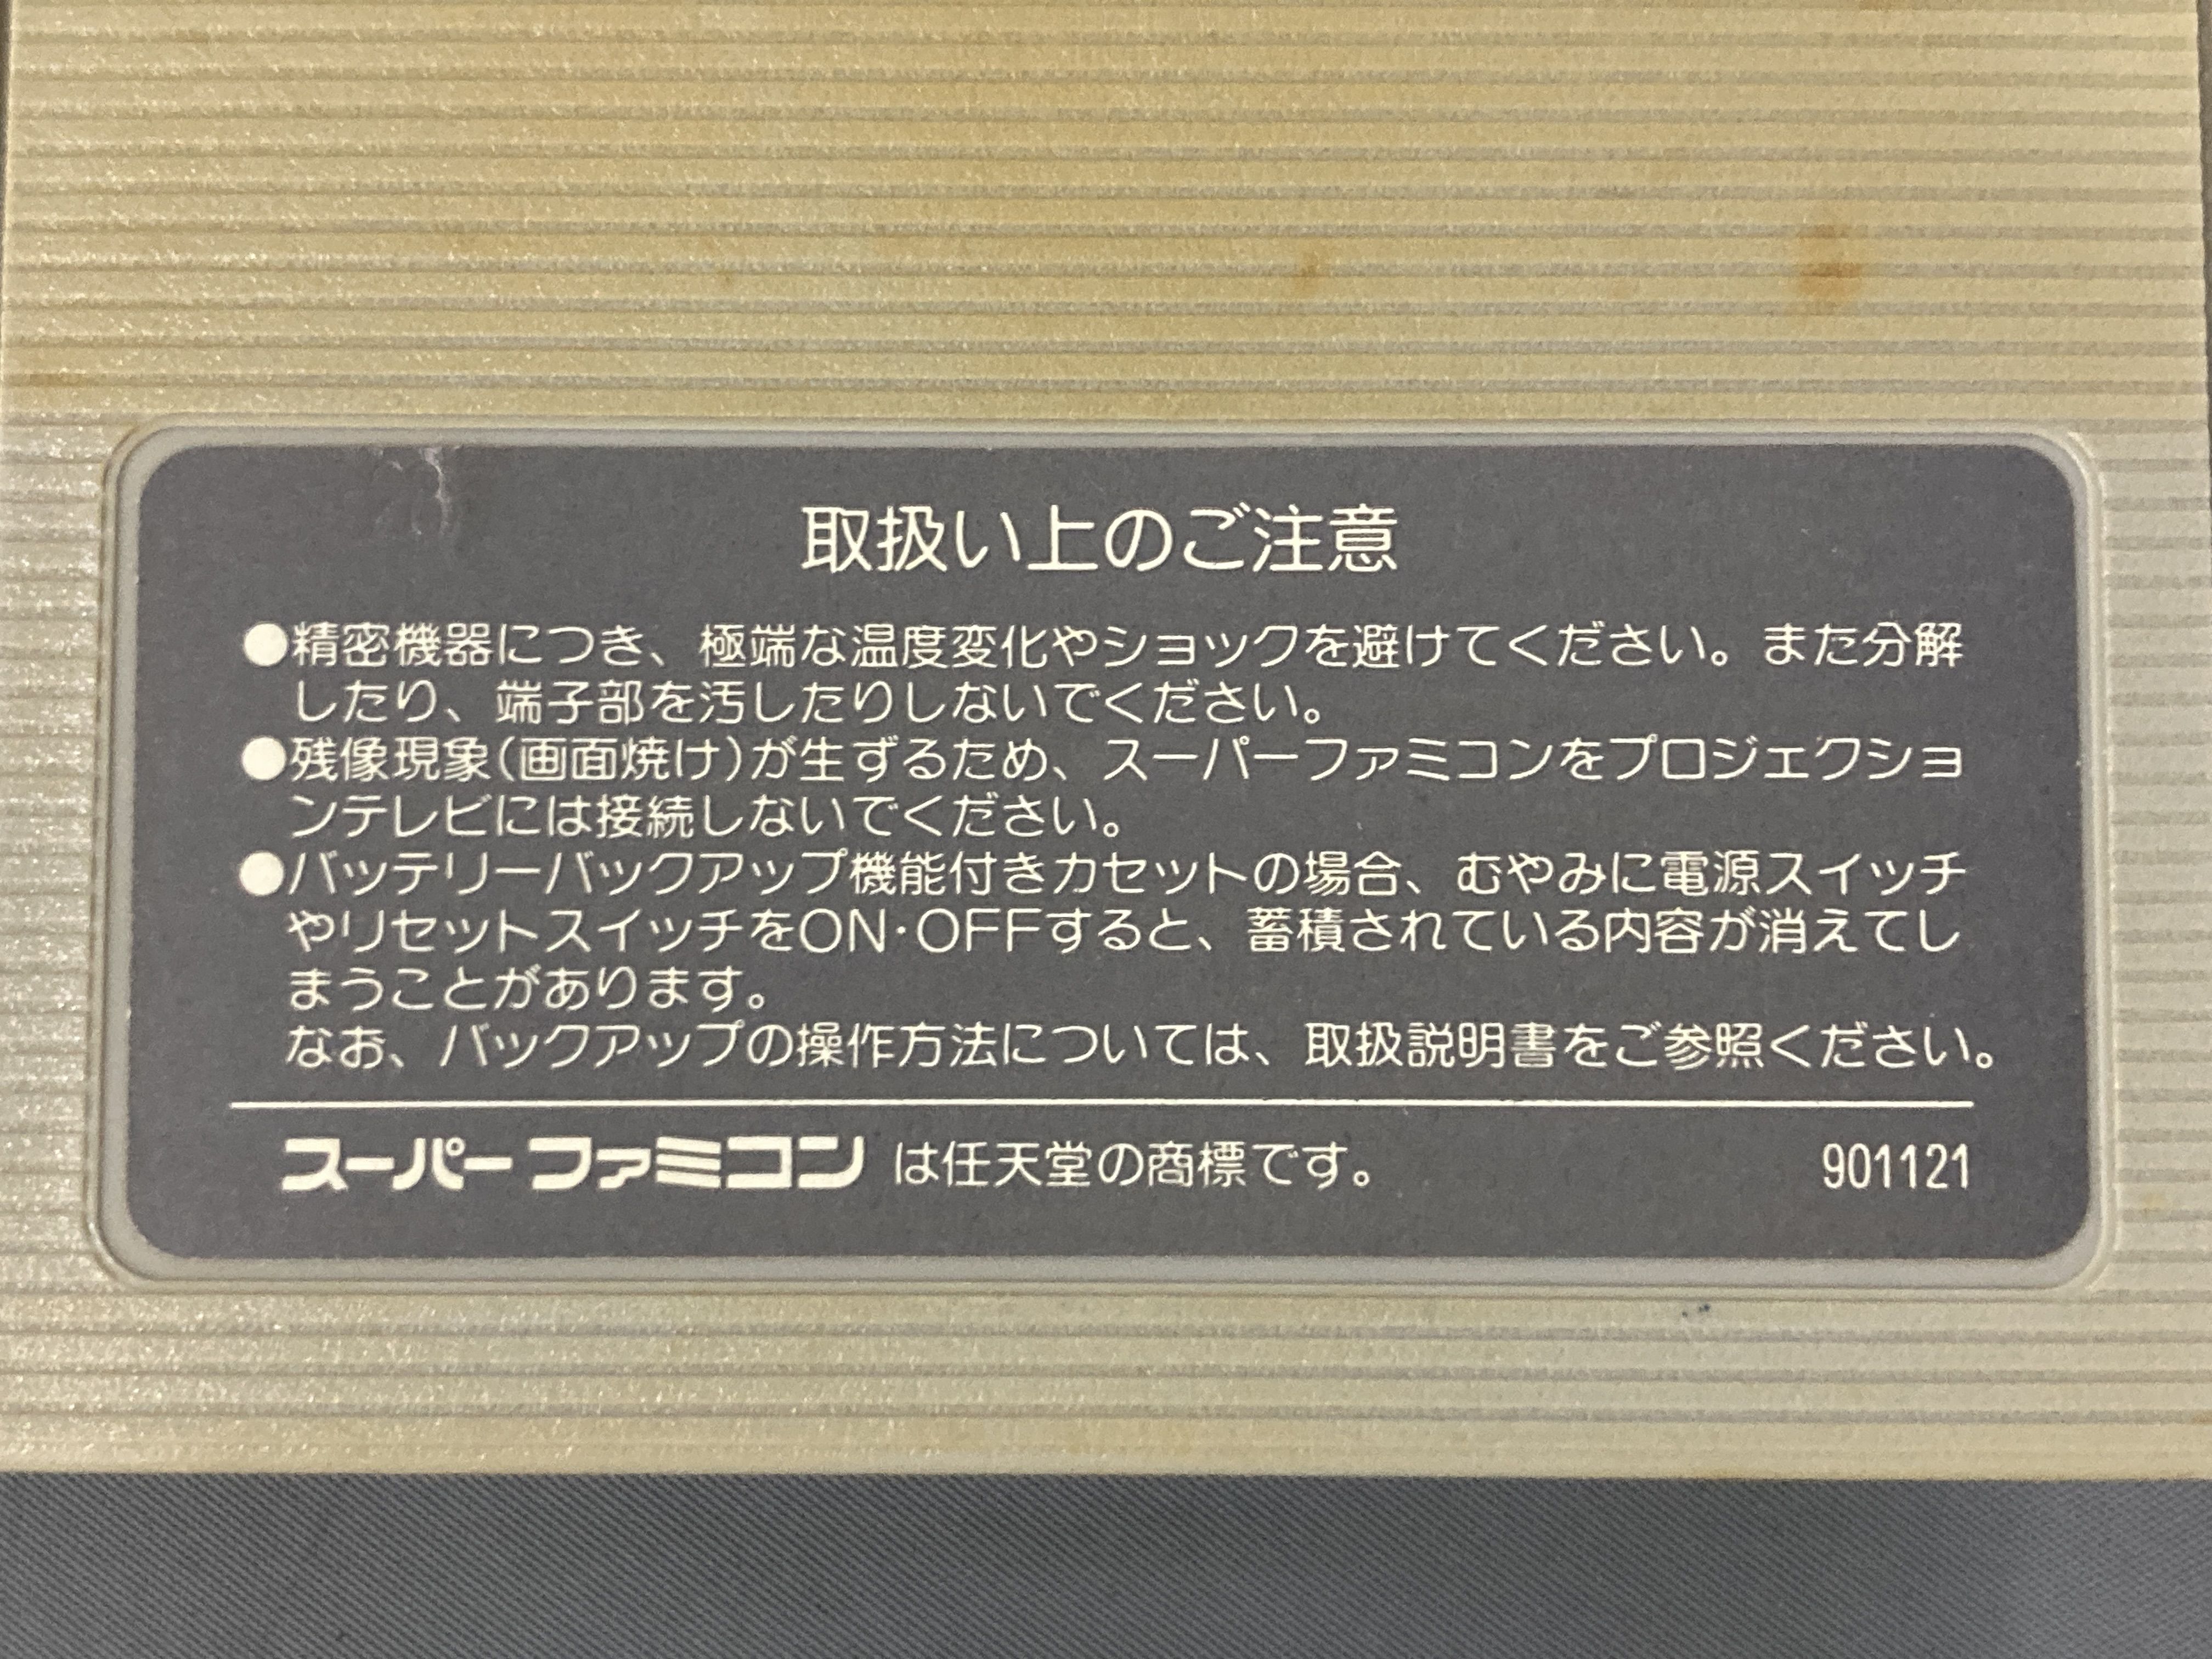 取扱い上のご注意
●精密機器につき、極端な温度変化やショックを避けてください。また分解
したり、端子部を汚したりしないでください。
●残像現象(画面焼け)が生ずるため、スーパーファミコンをプロジェクショ
ンテレビには接続しないでください。
●バッテリーバックアップ機能付きカセットの場合、むやみに電源スイッチ
やリセットスイッチをON・OFFすると、蓄積されている内容が消えてし
まうことがあります。
なお、バックアップの操作方法については、取扱説明書をご参照ください。
スーパーファミコン は任天堂の商標です。 901121